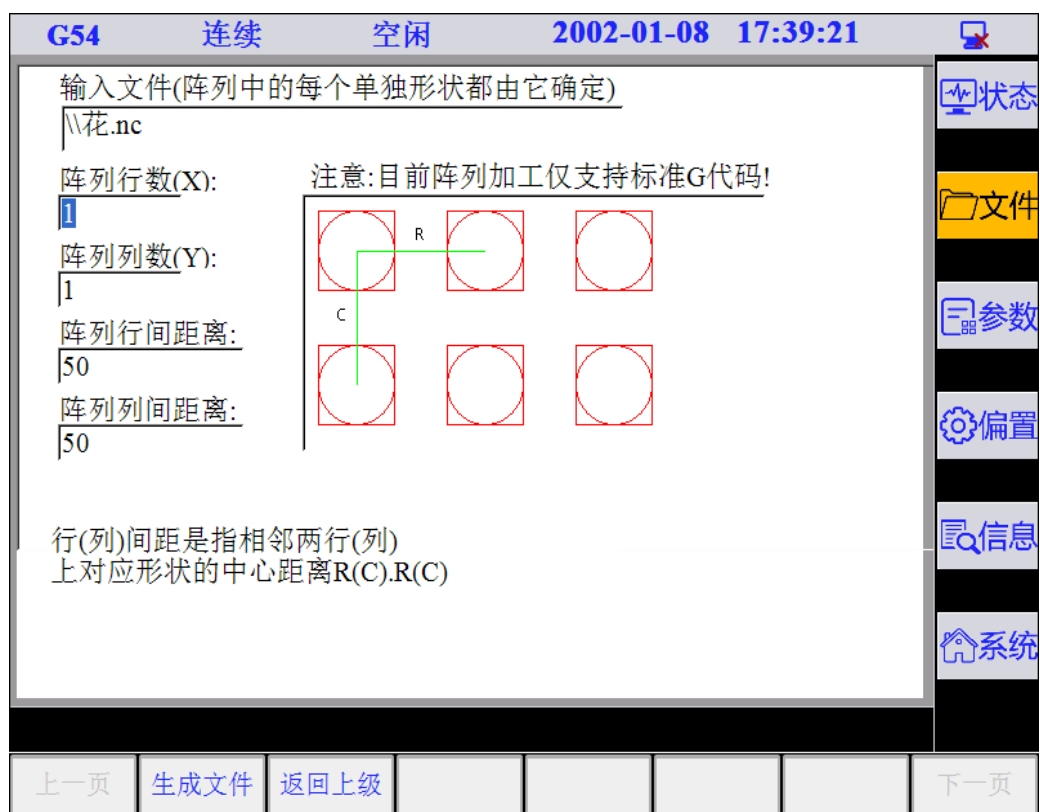 G54 连续 空闲 2002-01-08 17:39:21
输入文件(阵列中的每个单独形状都由它确定)
\\花.nc
阵列行数(X):
1
阵列列数(Y):
1
阵列行间距离:
50
阵列列间距离:
50
注意:目前阵列加工仅支持标准G代码!
R
C
行(列)间距是指相邻两行(列)
上对应形状的中心距离R(C).R(C)
状态
文件
参数
偏置
信息
系统
上一页 生成文件 返回上级 下一页